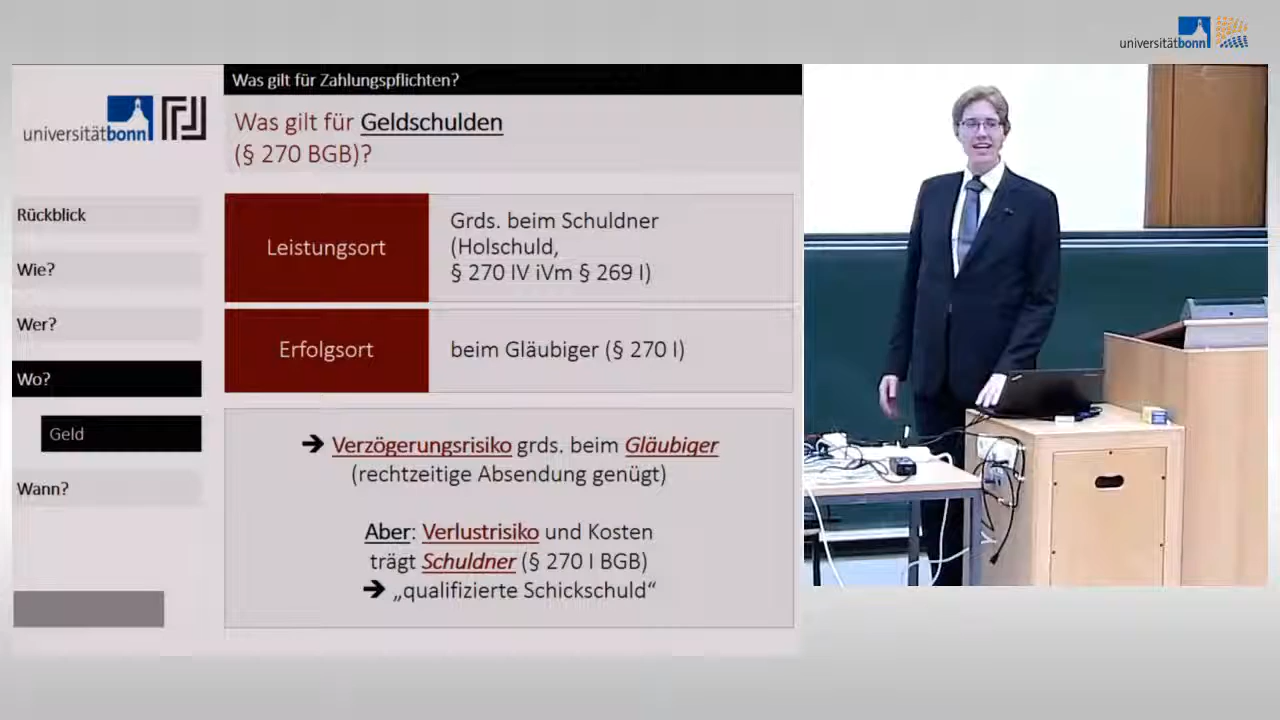 universitätbonn
Was gilt für Zahlungspflichten?
universitätbonn
Was gilt für Geldschulden
(§ 270 BGB)?
Rückblick
Wie?
Wer?
Wo?
Geld
Wann?
Leistungsort
Grds. beim Schuldner
(Holschuld,
§ 270 IV iVm § 269 I)
Erfolgsort
beim Gläubiger (§ 270 I)
➔ Verzögerungsrisiko grds. beim Gläubiger
(rechtzeitige Absendung genügt)
Aber: Verlustrisiko und Kosten
trägt Schuldner (§ 270 I BGB)
➔ „qualifizierte Schickschuld“